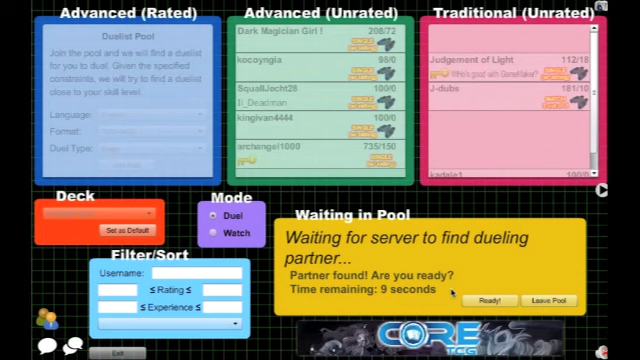 Advanced (Rated)
Advanced (Unrated)
Traditional (Unrated)
Duelist Pool
Join the pool and we will find a duelist
for you to dual. Given the specified
constraints, we will try to find a duelist
close to your skill level.
Language:
Format:
Duel Type:
Dark Magician Girl ! 208/72
kocoyngia 98/0
SquallJecht28 100/0
Il_Deadman
kingivan4444 100/0
archangel1000 735/150
Judgement of Light 112/18
Who's good with GameMaker?
J-dubs 181/10
kadale1
Deck
Set as Default
Mode
Duel
Watch
Filter/Sort
Username:
≤ Rating ≤
≤ Experience ≤
Waiting in Pool
Waiting for server to find dueling
partner...
Partner found! Are you ready?
Time remaining: 9 seconds
Ready!
Leave Pool
Exit
CORE
TCG